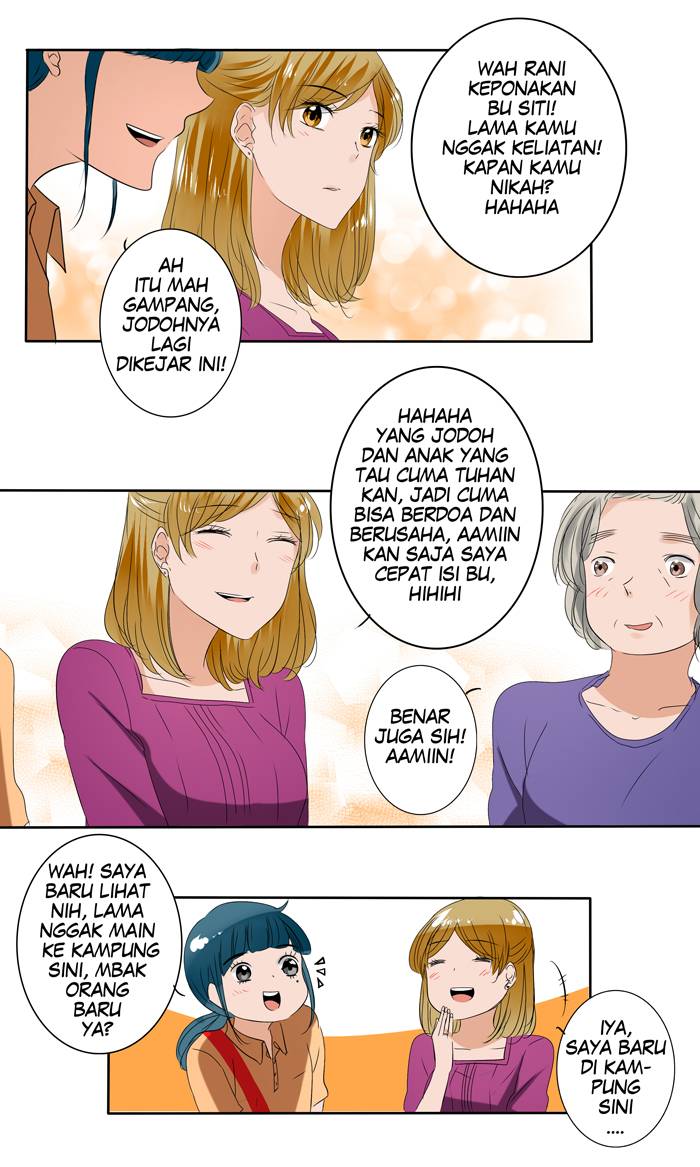 WAH RANI
KEPONAKAN
BU SITI!
LAMA KAMU
NGGAK KELIATAN!
KAPAN KAMU
NIKAH?
HAHAHA
AH
ITU MAH
GAMPANG,
JODOHNYA
LAGI
DIKEJAR INI!
HAHAHA
YANG JODOH
DAN ANAK YANG
TAU CUMA TUHAN
KAN, JADI CUMA
BISA BERDOA DAN
BERUSAHA, AAMIIN
KAN SAJA SAYA
CEPAT ISI BU,
HIHIHI
BENAR
JUGA SIH!
AAMIIN!
WAH! SAYA
BARU LIHAT
NIH, LAMA
NGGAK MAIN
KE KAMPUNG
SINI, MBAK
ORANG
BARU
YA?
IYA,
SAYA BARU
DI KAM-
PUNG
SINI
....